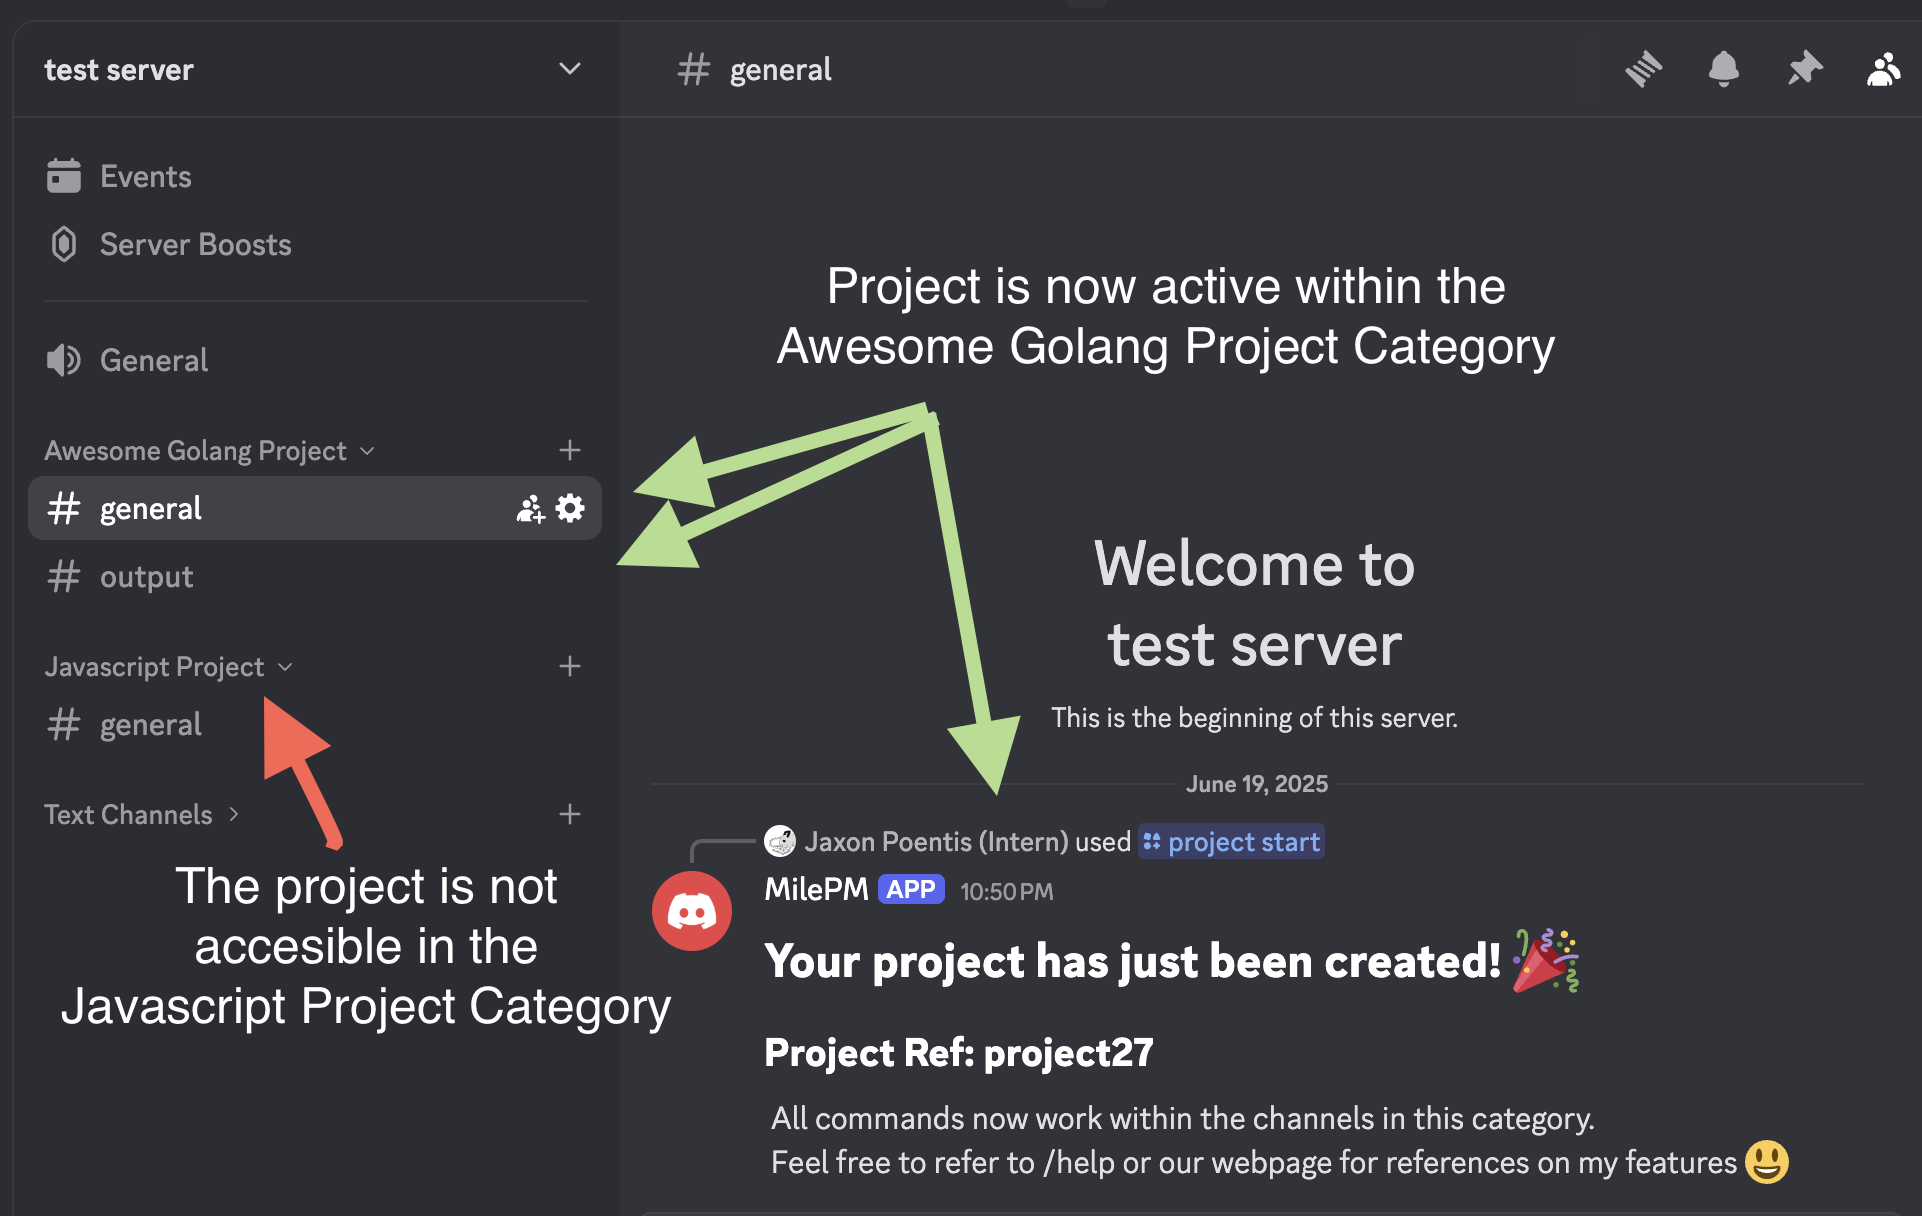 test server
Events
Server Boosts
General
Awesome Golang Project
general
output
Javascript Project
general
Text Channels
The project is not
accesible in the
Javascript Project Category
general
Project is now active within the
Awesome Golang Project Category
Welcome to
test server
This is the beginning of this server.
June 19, 2025
Jaxon Poentis (Intern) used project start
MilePM APP 10:50 PM
Your project has just been created! 🎉
Project Ref: project27
All commands now work within the channels in this category.
Feel free to refer to /help or our webpage for references on my features 😃